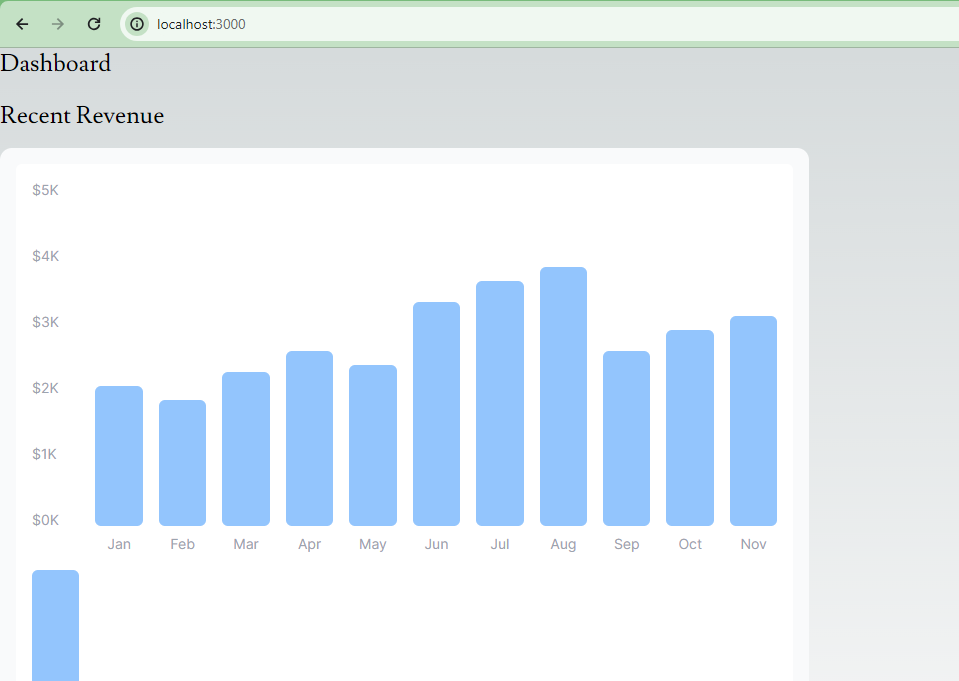 localhost:3000
Dashboard
Recent Revenue
$5K
$4K
$3K
$2K
$1K
$0K
Jan Feb Mar Apr May Jun Jul Aug Sep Oct Nov